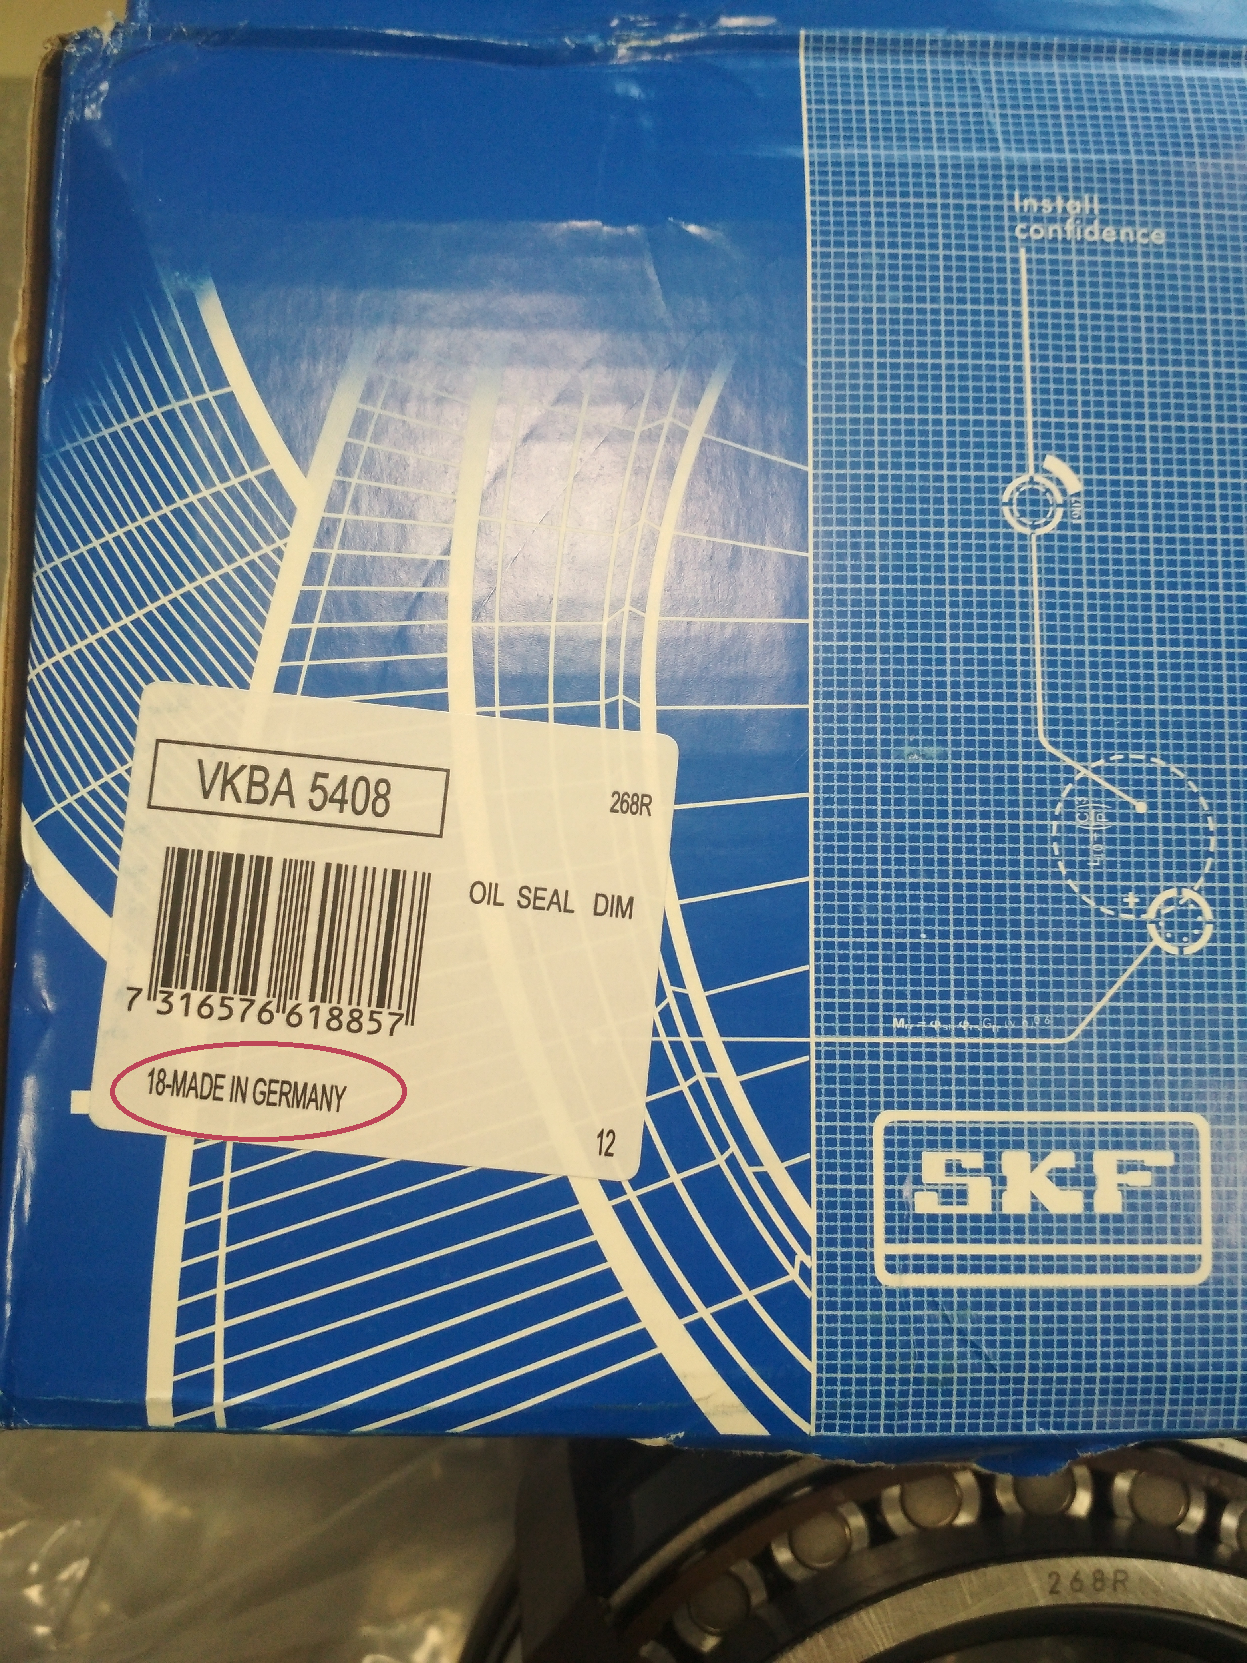 Install
confidence
VKBA 5408
268R
OIL SEAL DIM
7 316576 618857
18-MADE IN GERMANY
12
SKF
268R